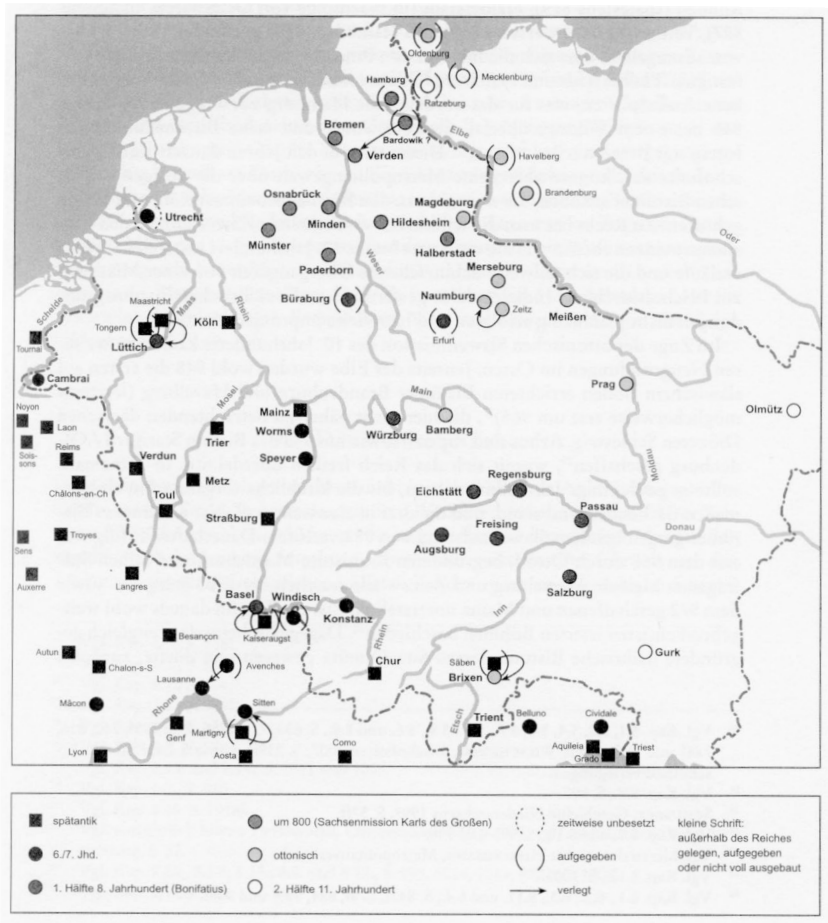 Oldenburg
Mecklenburg
Hamburg
Ratzeburg
Bremen
Bardowik ?
Elbe
Verden
Havelberg
Brandenburg
Osnabrück
Magdeburg
Utrecht
Minden
Hildesheim
Münster
Halberstadt
Oder
Paderborn
Weser
Merseburg
Büraburg
Naumburg
Zeitz
Meißen
Schelde
Maastricht
Maas
Rhein
Tongern
Köln
Erfurt
Tournai
Lüttich
Cambrai
Mosel
Main
Prag
Noyon
Laon
Mainz
Olmütz
Trier
Worms
Würzburg
Bamberg
Sois-
sons
Reims
Verdun
Speyer
Moldau
Metz
Châlons-en-Ch
Toul
Eichstätt
Regensburg
Straßburg
Passau
Sens
Troyes
Freising
Donau
Augsburg
Auxerre
Langres
Salzburg
Basel
Windisch
Inn
Kaiseraugst
Konstanz
Besançon
Rhein
Autun
Chalon-s-S
Avenches
Chur
Säben
Gurk
Lausanne
Brixen
Mâcon
Rhone
Sitten
Etsch
Genf
Martigny
Trient
Belluno
Cividale
Lyon
Aosta
Como
Aquileia
Grado
Triest
spätantik
um 800 (Sachsenmission Karls des Großen)
zeitweise unbesetzt
kleine Schrift:
außerhalb des Reiches
gelegen, aufgegeben
oder nicht voll ausgebaut
6./7. Jhd.
ottonisch
aufgegeben
1. Hälfte 8. Jahrhundert (Bonifatius)
2. Hälfte 11. Jahrhundert
verlegt